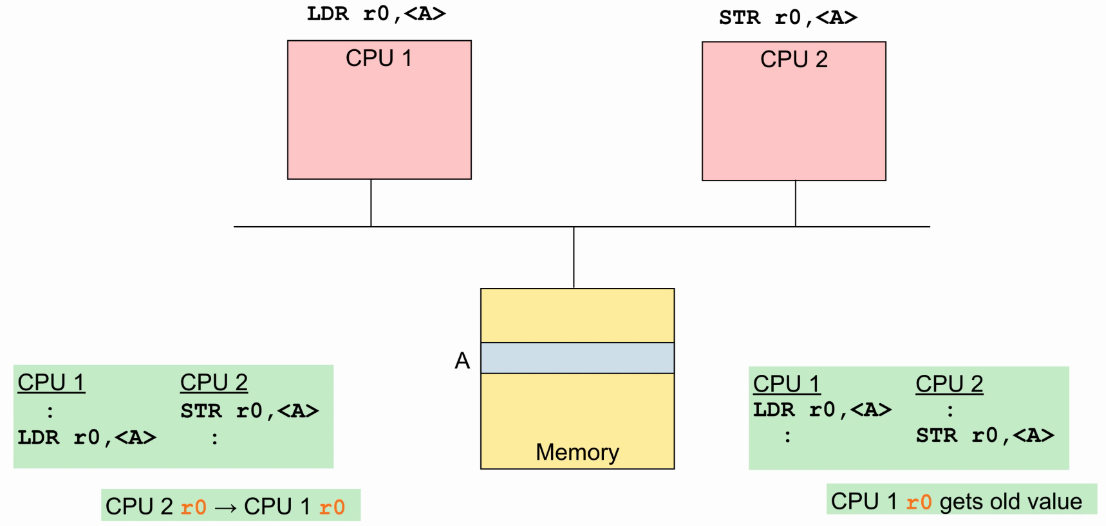 LDR r0,<A>
STR r0,<A>
CPU 1
CPU 2
A
Memory
CPU 1 CPU 2
: STR r0,<A>
LDR r0,<A> :
CPU 2 r0 → CPU 1 r0
CPU 1 CPU 2
LDR r0,<A> :
: STR r0,<A>
CPU 1 r0 gets old value